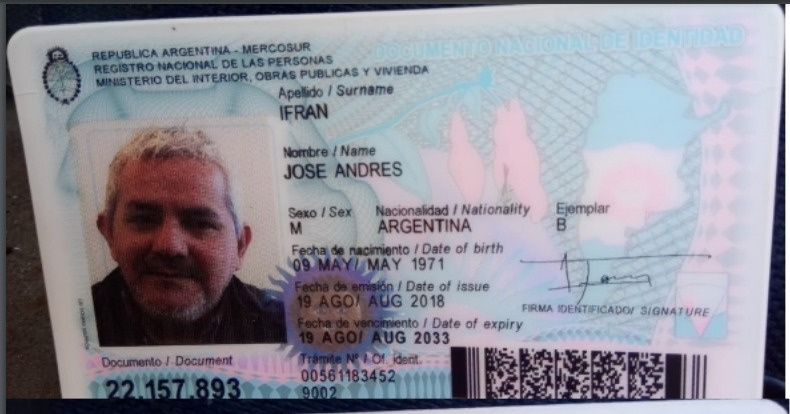 REPUBLICA ARGENTINA - MERCOSUR
REGISTRO NACIONAL DE LAS PERSONAS
MINISTERIO DEL INTERIOR, OBRAS PUBLICAS Y VIVIENDA
DOCUMENTO NACIONAL DE IDENTIDAD
Apellido / Surname
IFRAN
Nombre / Name
JOSE ANDRES
Sexo / Sex Nacionalidad / Nationality Ejemplar
M ARGENTINA B
Fecha de nacimiento / Date of birth
09 MAY/ MAY 1971
Fecha de emisión / Date of issue
19 AGO/ AUG 2018
FIRMA IDENTIFICADO/ SIGNATURE
Fecha de vencimiento / Date of expiry
19 AGO/ AUG 2033
Documento / Document Trámite Nº / Of. ident.
22.157.893 00561183452
9002